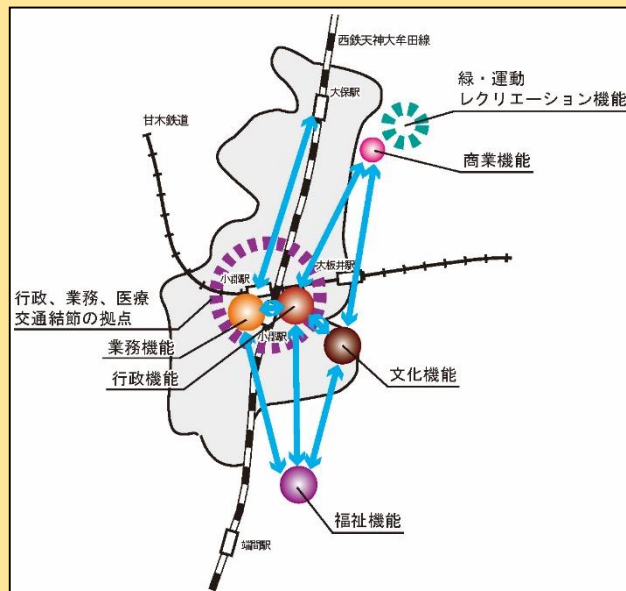 西鉄天神大牟田線
大保駅
緑・運動
レクリエーション機能
甘木鉄道
商業機能
大板井駅
小郡駅
行政、業務、医療
交通結節の拠点
小郡駅
業務機能
行政機能
文化機能
福祉機能
端間駅